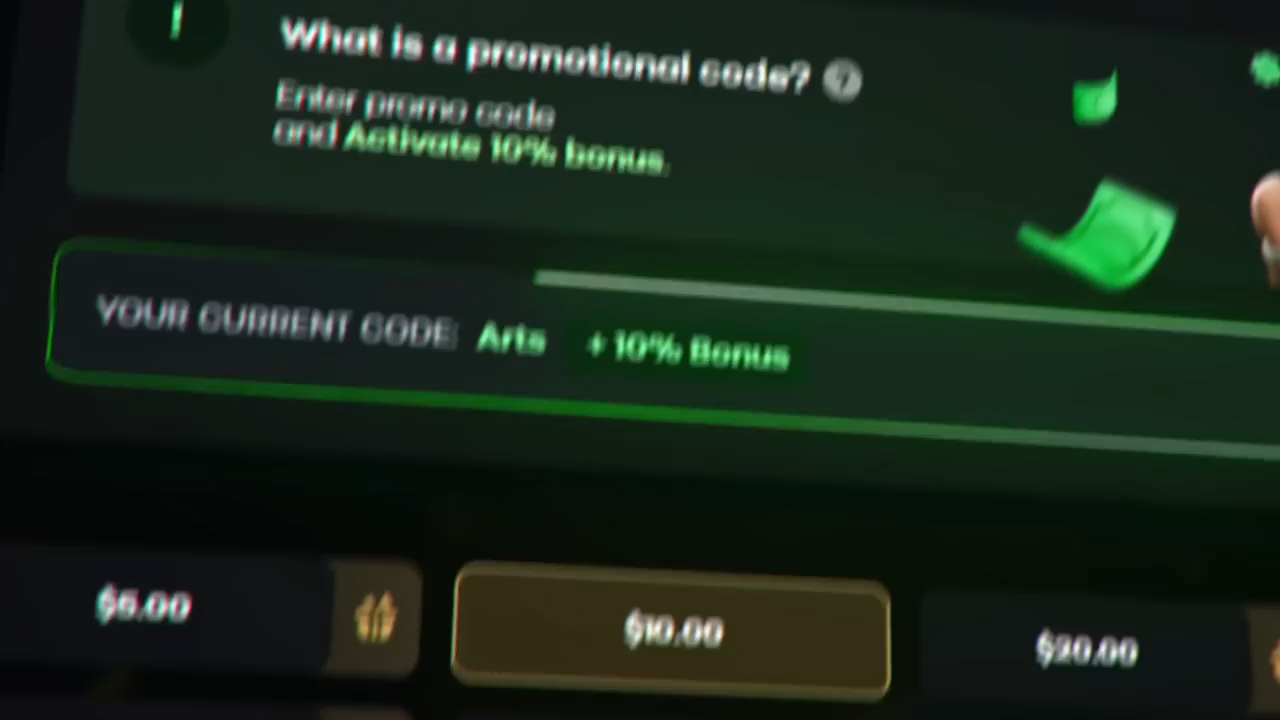 What is a promotional code? ?
Enter promo code
and Activate 10% bonus.
YOUR CURRENT CODE: Arts + 10% Bonus
$5.00 $10.00 $20.00